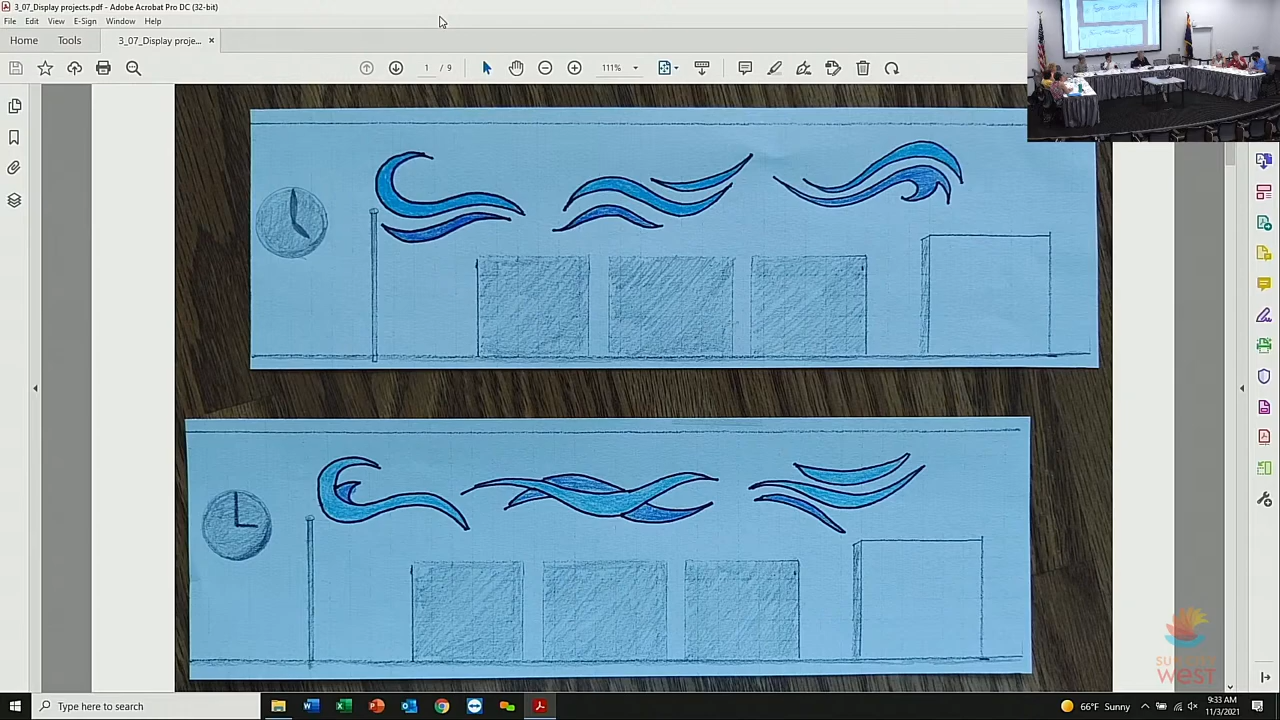 3_07_Display projects.pdf - Adobe Acrobat Pro DC (32-bit)
File Edit View E-Sign Window Help
Home Tools 3_07_Display proje... ×
1 9 111%
WEST
Type here to search
66°F Sunny
9:33 AM
11/3/2021